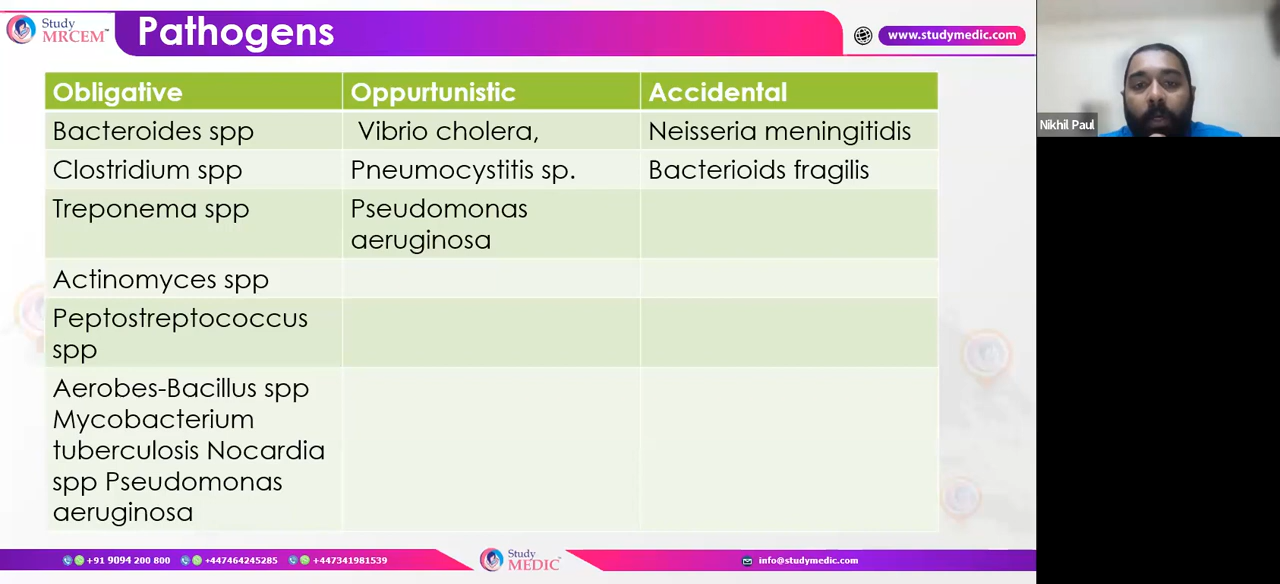 Study
MRCEM™
Pathogens
www.studymedic.com
Obligative
Oppurtunistic
Accidental
Bacteroides spp
Vibrio cholera,
Neisseria meningitidis
Clostridium spp
Pneumocystitis sp.
Bacterioids fragilis
Treponema spp
Pseudomonas
aeruginosa
Actinomyces spp
Peptostreptococcus
spp
Aerobes-Bacillus spp
Mycobacterium
tuberculosis Nocardia
spp Pseudomonas
aeruginosa
Nikhil Paul
+91 9094 200 800
+447464245285
+447341981539
Study
MEDIC
info@studymedic.com